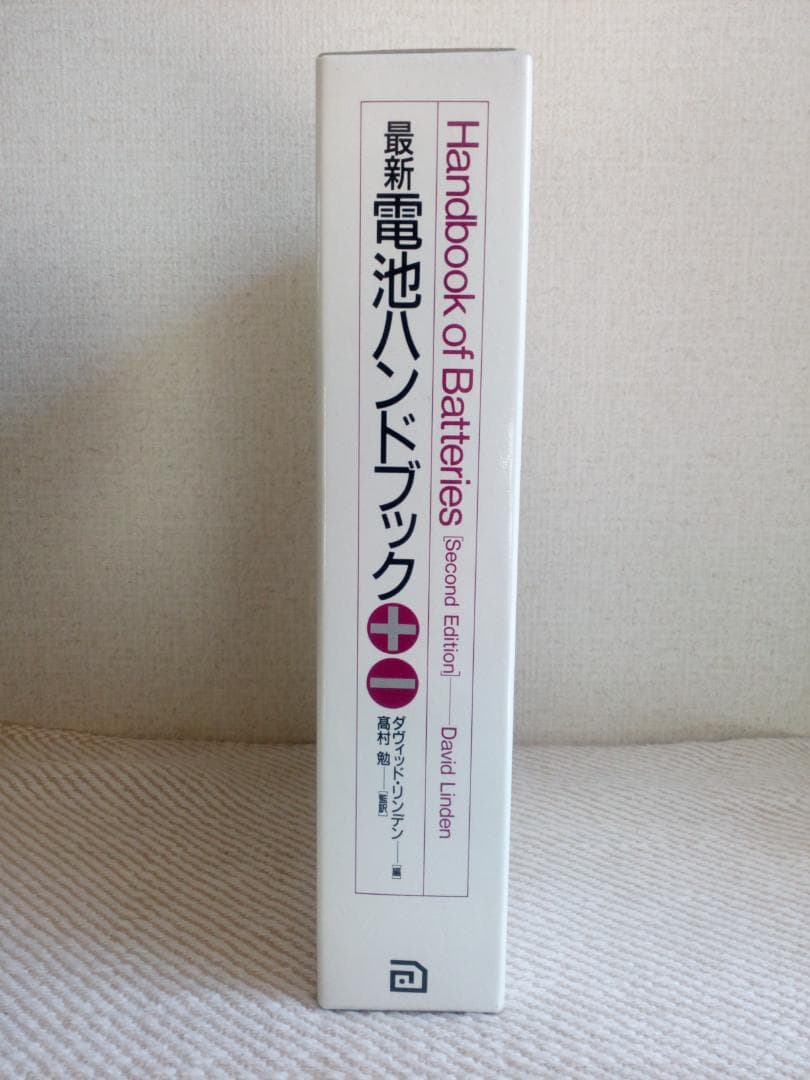 最新電池ハンドブック
Handbook of Batteries [Second Edition]——David Linden
ダヴィッド・リンデン——[編]
髙村 勉——[監訳]